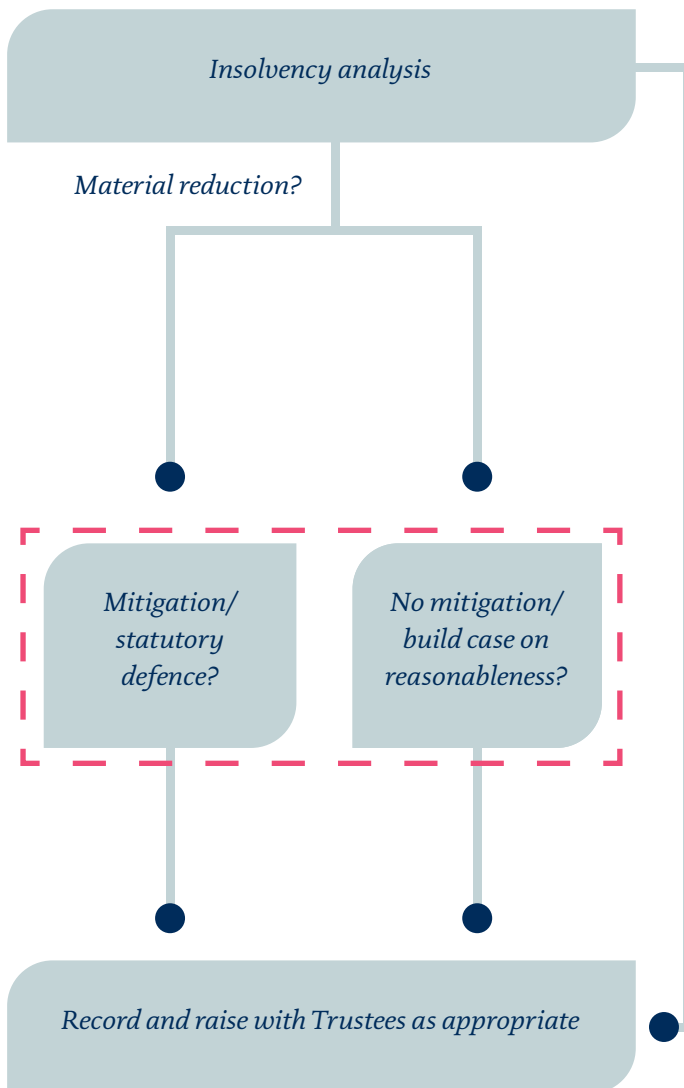 Insolvency analysis
Material reduction?
Mitigation/
statutory
defence?
No mitigation/
build case on
reasonableness?
Record and raise with Trustees as appropriate